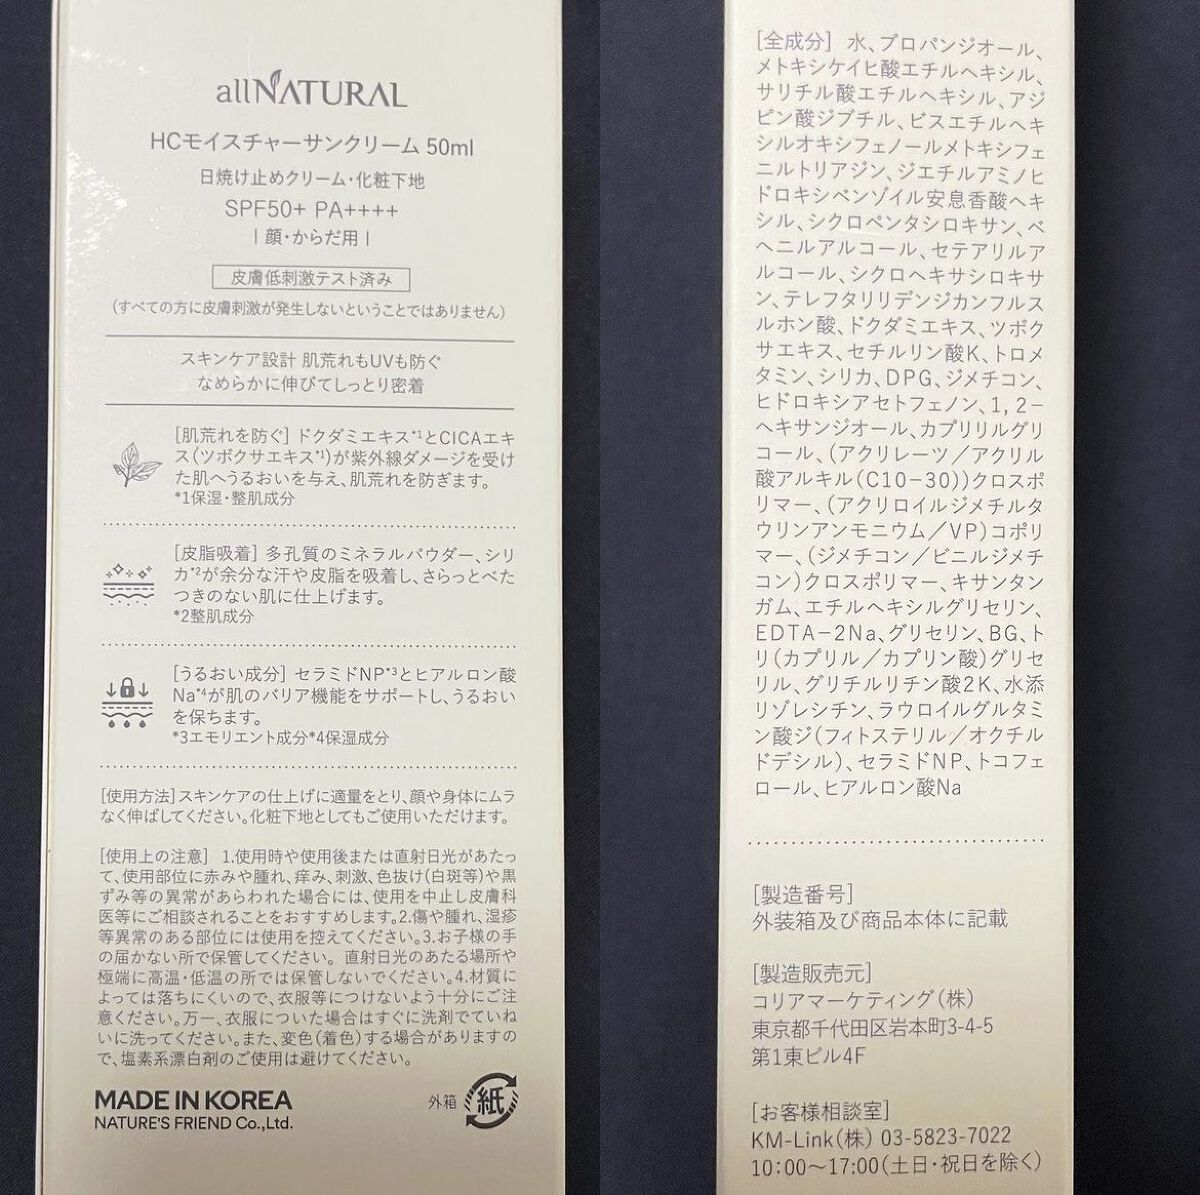 allNATURAL
HCモイスチャーサンクリーム 50ml
日焼け止めクリーム・化粧下地
SPF50+ PA++++
| 顔・からだ用 |
皮膚低刺激テスト済み
(すべての方に皮膚刺激が発生しないということではありません)
スキンケア設計 肌荒れもUVも防ぐ
なめらかに伸びてしっとり密着
[肌荒れを防ぐ] ドクダミエキス*1とCICAエキ
ス(ツボクサエキス*1)が紫外線ダメージを受け
た肌へうるおいを与え、肌荒れを防ぎます。
*1保湿・整肌成分
[皮脂吸着] 多孔質のミネラルパウダー、シリ
カ*2が余分な汗や皮脂を吸着し、さらっとべた
つきのない肌に仕上げます。
*2整肌成分
[うるおい成分] セラミドNP*3とヒアルロン酸
Na*4が肌のバリア機能をサポートし、うるおい
を保ちます。
*3エモリエント成分*4保湿成分
[使用方法]スキンケアの仕上げに適量をとり、顔や身体にムラ
なく伸ばしてください。化粧下地としてもご使用いただけます。
[使用上の注意] 1.使用時や使用後または直射日光があたっ
て、使用部位に赤みや腫れ、痒み、刺激、色抜け(白斑等)や黒
ずみ等の異常があらわれた場合には、使用を中止し皮膚科
医等にご相談されることをおすすめします。2.傷や腫れ、湿疹
等異常のある部位には使用を控えてください。3.お子様の手
の届かない所で保管してください。 直射日光のあたる場所や
極端に高温・低温の所では保管しないでください。4.材質に
よっては落ちにくいので、衣服等につけないよう十分にご注
意ください。万一、衣服についた場合はすぐに洗剤でていね
いに洗ってください。また、変色(着色)する場合がありますの
で、塩素系漂白剤のご使用は避けてください。
MADE IN KOREA
NATURE'S FRIEND Co.,Ltd.
外箱 紙
[全成分] 水、プロパンジオール、
メトキシケイヒ酸エチルヘキシル、
サリチル酸エチルヘキシル、アジ
ピン酸ジブチル、ビスエチルヘキ
シルオキシフェノールメトキシフェ
ニルトリアジン、ジエチルアミノヒ
ドロキシベンゾイル安息香酸ヘキ
シル、シクロペンタシロキサン、ベ
ヘニルアルコール、セテアリルア
ルコール、シクロヘキサシロキサ
ン、テレフタリリデンジカンフルス
ルホン酸、ドクダミエキス、ツボク
サエキス、セチルリン酸K、トロメ
タミン、シリカ、DPG、ジメチコン、
ヒドロキシアセトフェノン、1,2-
ヘキサンジオール、カプリリルグリ
コール、(アクリレーツ/アクリル
酸アルキル(C10-30))クロスポ
リマー、(アクリロイルジメチルタ
ウリンアンモニウム/VP)コポリ
マー、(ジメチコン/ビニルジメチ
コン)クロスポリマー、キサンタン
ガム、エチルヘキシルグリセリン、
EDTA-2Na、グリセリン、BG、ト
リ(カプリル/カプリン酸)グリセ
リル、グリチルリチン酸2K、水添
リゾレシチン、ラウロイルグルタミ
ン酸ジ(フィトステリル/オクチル
ドデシル)、セラミドNP、トコフェ
ロール、ヒアルロン酸Na
[製造番号]
外装箱及び商品本体に記載
[製造販売元]
コリアマーケティング(株)
東京都千代田区岩本町3-4-5
第1東ビル4F
[お客様相談室]
KM-Link(株) 03-5823-7022
10:00〜17:00(土日・祝日を除く)